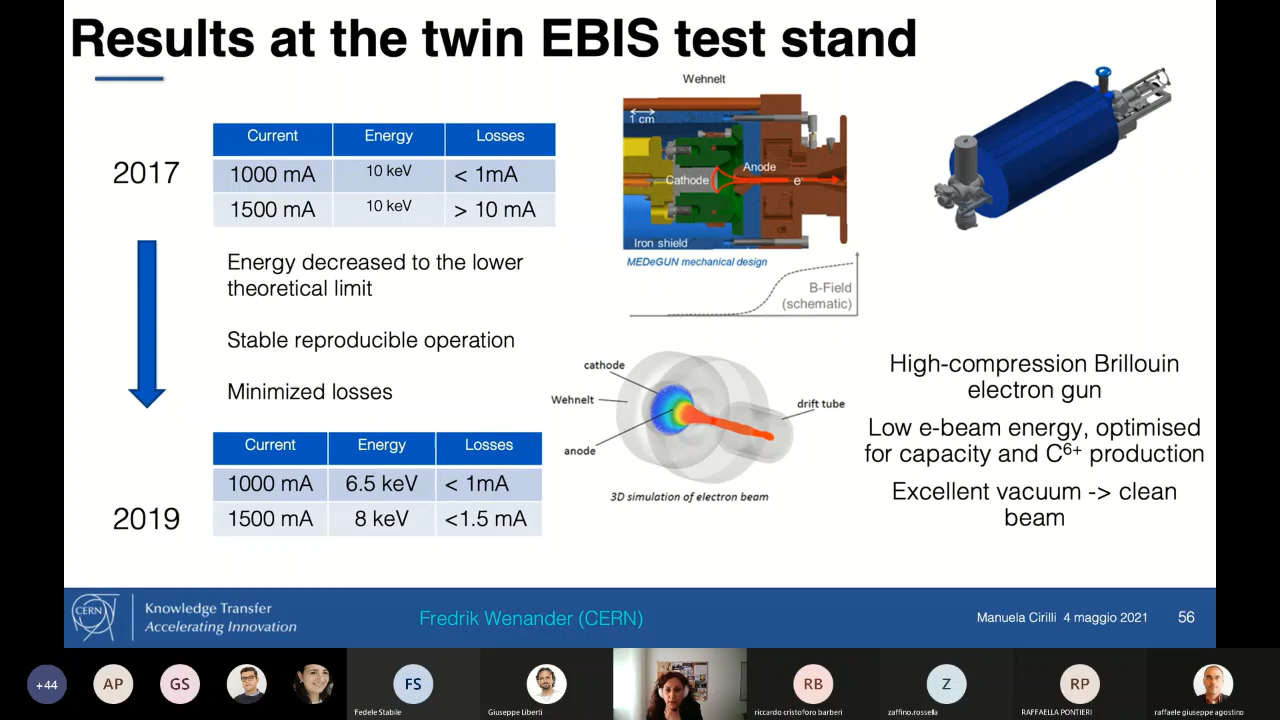 Results at the twin EBIS test stand
2017
Current Energy Losses
1000 mA 10 keV < 1mA
1500 mA 10 keV > 10 mA
Energy decreased to the lower
theoretical limit
Stable reproducible operation
Minimized losses
2019
Current Energy Losses
1000 mA 6.5 keV < 1mA
1500 mA 8 keV <1.5 mA
Wehnelt
1 cm
Anode
Cathode
e-
Iron shield
MEDeGUN mechanical design
B-Field
(schematic)
cathode
Wehnelt
anode
drift tube
3D simulation of electron beam
High-compression Brillouin
electron gun
Low e-beam energy, optimised
for capacity and C6+ production
Excellent vacuum -> clean
beam
CERN
Knowledge Transfer
Accelerating Innovation
Fredrik Wenander (CERN)
Manuela Cirilli 4 maggio 2021 56
+44
AP
GS
FS
Fedele Stabile
Giuseppe Liberti
RB
riccardo cristoforo barberi
Z
zaffino.rossella
RP
RAFFAELLA PONTIERI
raffaele giuseppe agostino